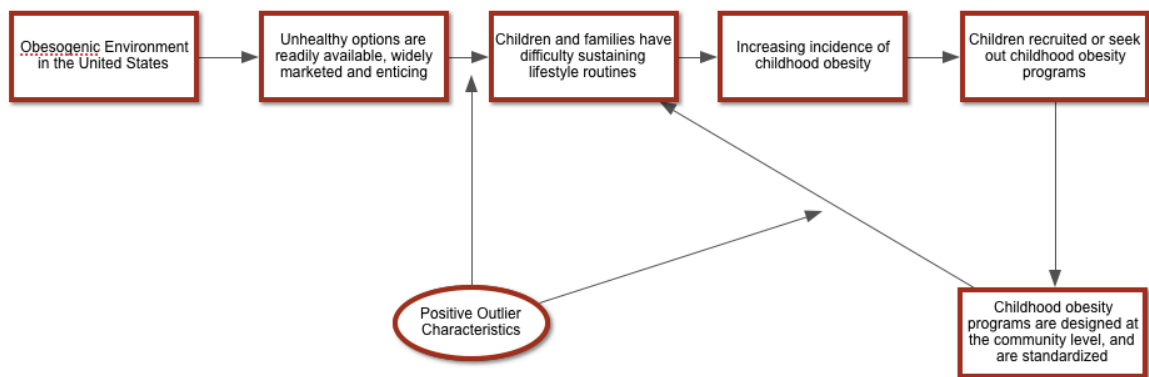 Obesogenic Environment
in the United States
Unhealthy options are
readily available, widely
marketed and enticing
Children and families have
difficulty sustaining
lifestyle routines
Increasing incidence of
childhood obesity
Children recruited or seek
out childhood obesity
programs
Positive Outlier
Characteristics
Childhood obesity
programs are designed at
the community level, and
are standardized